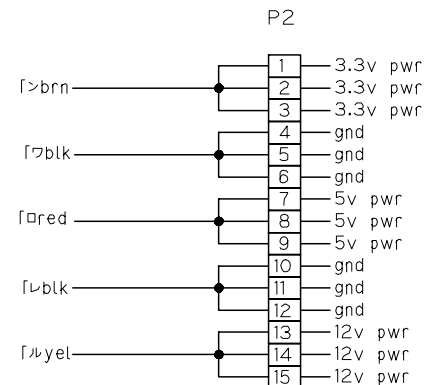 P2
1 3.3v pwr
｢ﾝbrn 2 3.3v pwr
3 3.3v pwr
4 gnd
｢ﾜblk 5 gnd
6 gnd
7 5v pwr
｢ﾛred 8 5v pwr
9 5v pwr
10 gnd
｢ﾚblk 11 gnd
12 gnd
13 12v pwr
｢ﾙyel 14 12v pwr
15 12v pwr